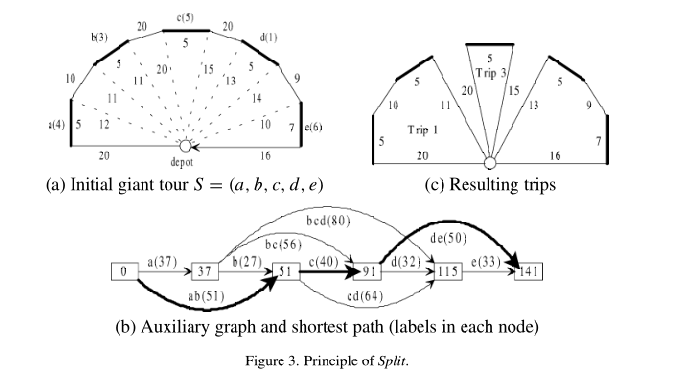 c(5)
20
20
b(3)
5
d(1)
5
20
15
5
10
11
13
9
11
14
a(4)
5
12
10
7
e(6)
20
depot
16
(a) Initial giant tour S = (a, b, c, d, e)
5
Trip 3
5
20
15
5
10
11
13
9
Trip 1
5
7
20
16
(c) Resulting trips
bcd(80)
de(50)
bc(56)
a(37)
b(27)
c(40)
d(32)
e(33)
0
37
51
91
115
141
ab(51)
cd(64)
(b) Auxiliary graph and shortest path (labels in each node)
Figure 3. Principle of Split.